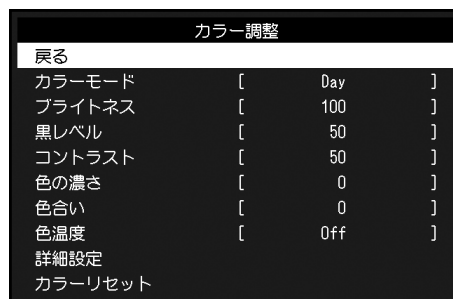 カラー調整
戻る
カラーモード [ Day ]
ブライトネス [ 100 ]
黒レベル [ 50 ]
コントラスト [ 50 ]
色の濃さ [ 0 ]
色合い [ 0 ]
色温度 [ Off ]
詳細設定
カラーリセット